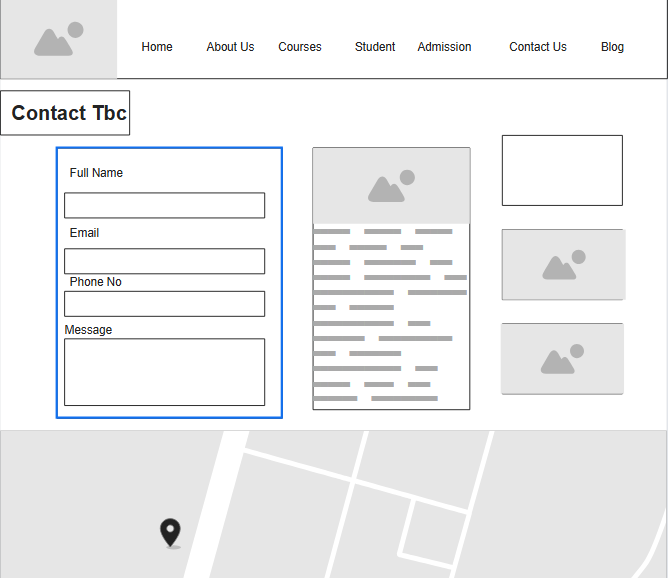 Home About Us Courses Student Admission Contact Us Blog
Contact Tbc
Full Name
Email
Phone No
Message